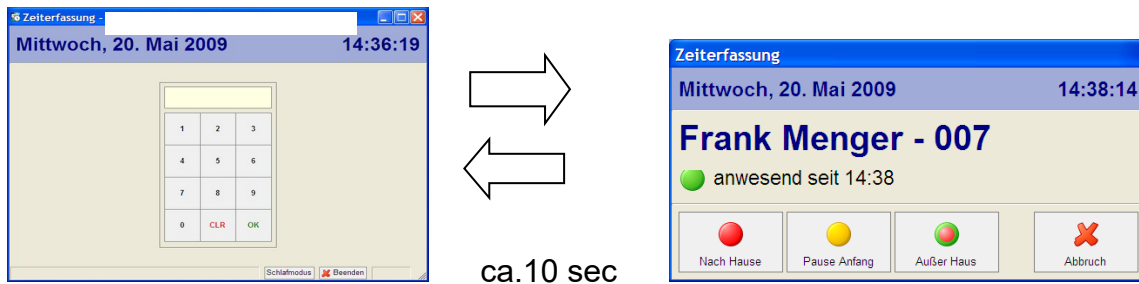 Zeiterfassung -
Mittwoch, 20. Mai 2009 14:36:19
1 2 3
4 5 6
7 8 9
0 CLR OK
Schlafmodus Beenden
ca.10 sec
Zeiterfassung
Mittwoch, 20. Mai 2009 14:38:14
Frank Menger - 007
anwesend seit 14:38
Nach Hause Pause Anfang Außer Haus Abbruch